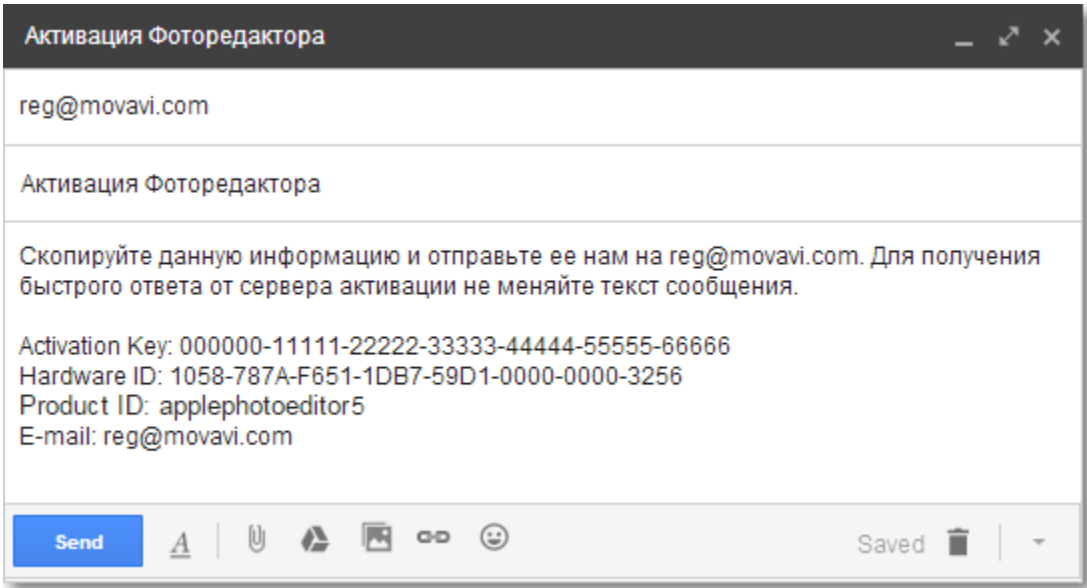 Активация Фоторедактора
reg@movavi.com
Активация Фоторедактора
Скопируйте данную информацию и отправьте ее нам на reg@movavi.com. Для получения
быстрого ответа от сервера активации не меняйте текст сообщения.
Activation Key: 000000-11111-22222-33333-44444-55555-66666
Hardware ID: 1058-787A-F651-1DB7-59D1-0000-0000-3256
Product ID: applephotoeditor5
E-mail: reg@movavi.com
Send A Saved